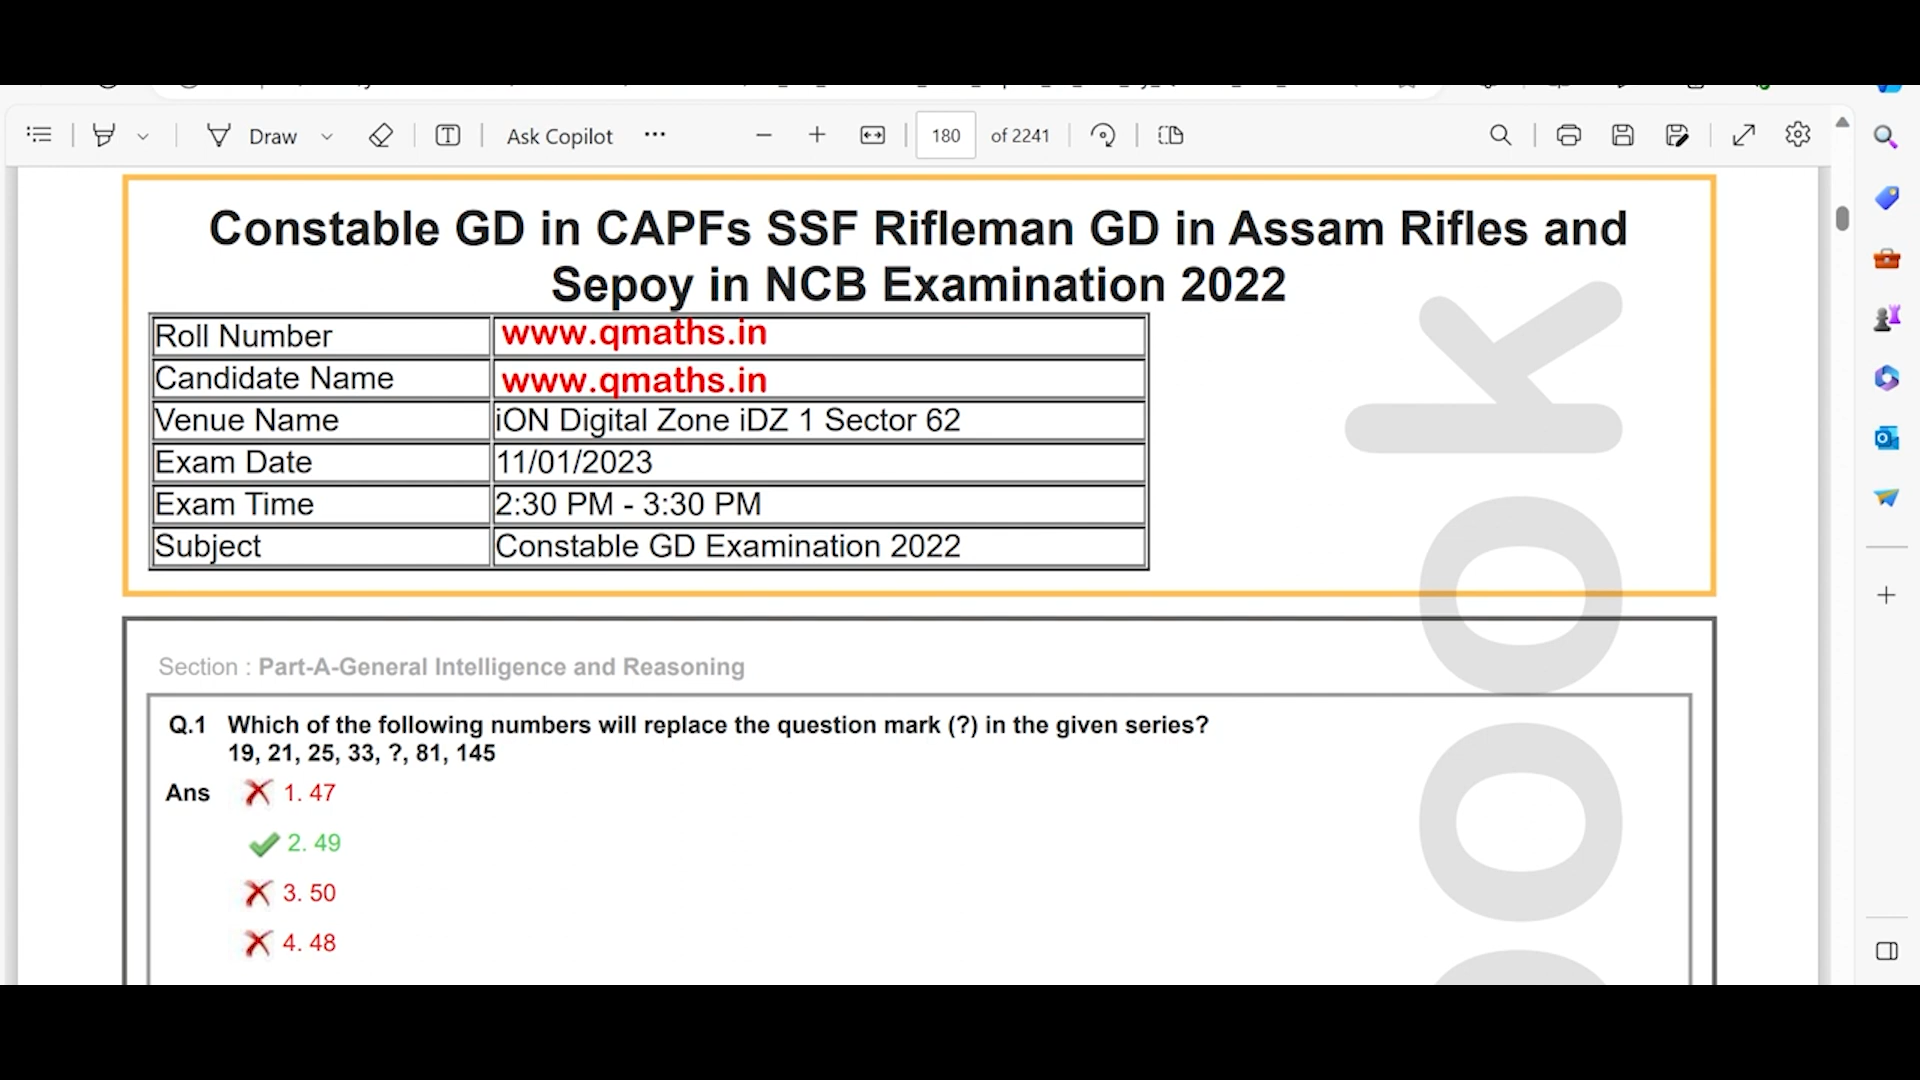 Draw
Ask Copilot
180 of 2241
Constable GD in CAPFs SSF Rifleman GD in Assam Rifles and
Sepoy in NCB Examination 2022
Roll Number www.qmaths.in
Candidate Name www.qmaths.in
Venue Name iON Digital Zone iDZ 1 Sector 62
Exam Date 11/01/2023
Exam Time 2:30 PM - 3:30 PM
Subject Constable GD Examination 2022
Section : Part-A-General Intelligence and Reasoning
Q.1 Which of the following numbers will replace the question mark (?) in the given series?
19, 21, 25, 33, ?, 81, 145
Ans 1. 47
2. 49
3. 50
4. 48
ook